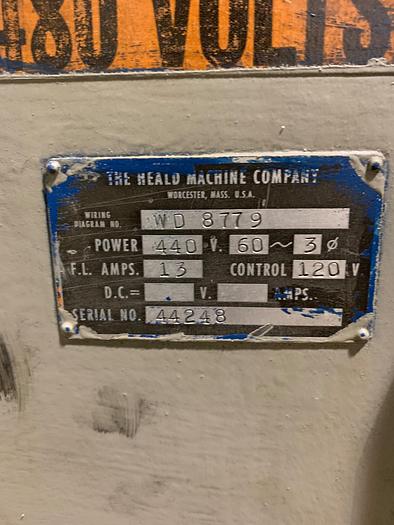 480 VOLTS
THE HEALD MACHINE COMPANY
WORCESTER, MASS. U.S.A.
WIRING DIAGRAM NO. WD 8779
POWER 440 V. 60 ~ 3 ø
F.L. AMPS. 13 CONTROL 120 V
D.C.= V. AMPS.
SERIAL NO. 44248